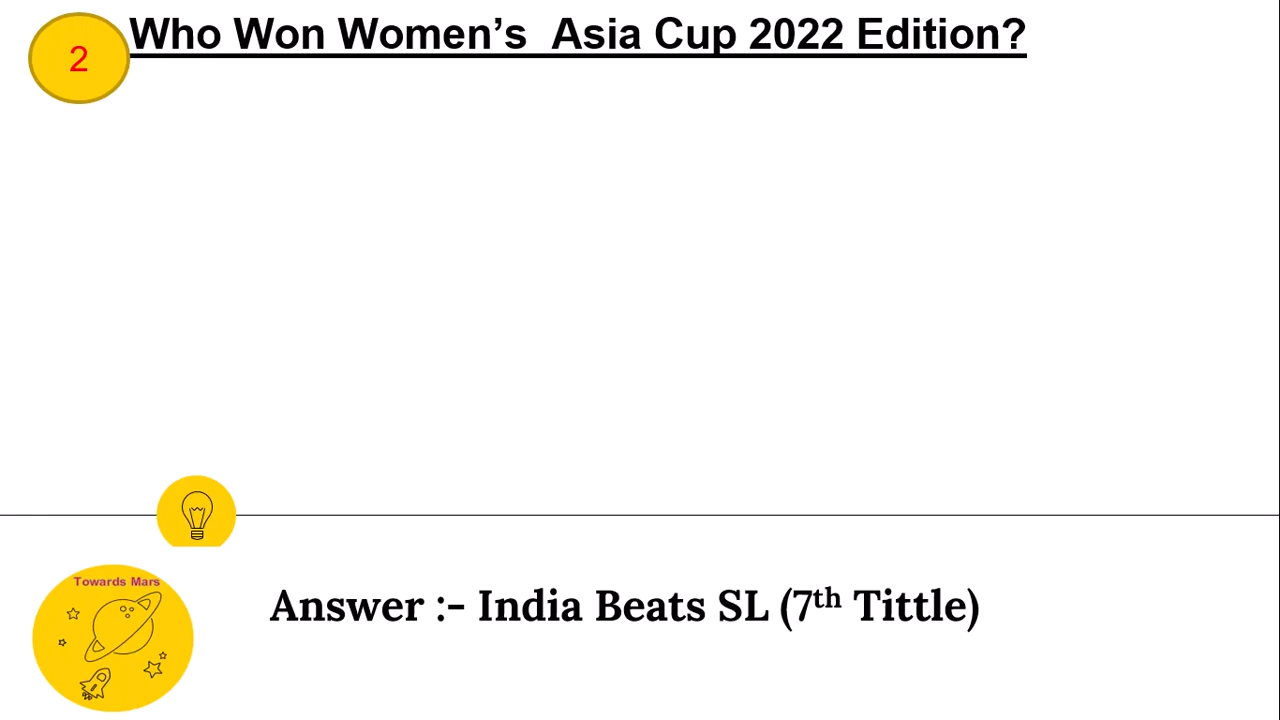 2
Who Won Women’s  Asia Cup 2022 Edition?
Towards Mars
Answer :- India Beats SL (7th Tittle)